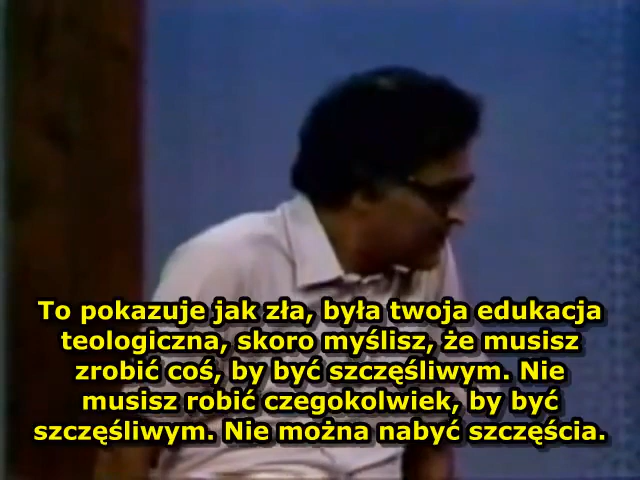 To pokazuje jak zła, była twoja edukacja
teologiczna, skoro myślisz, że musisz
zrobić coś, by być szczęśliwym. Nie
musisz robić czegokolwiek, by być
szczęśliwym. Nie można nabyć szczęścia.